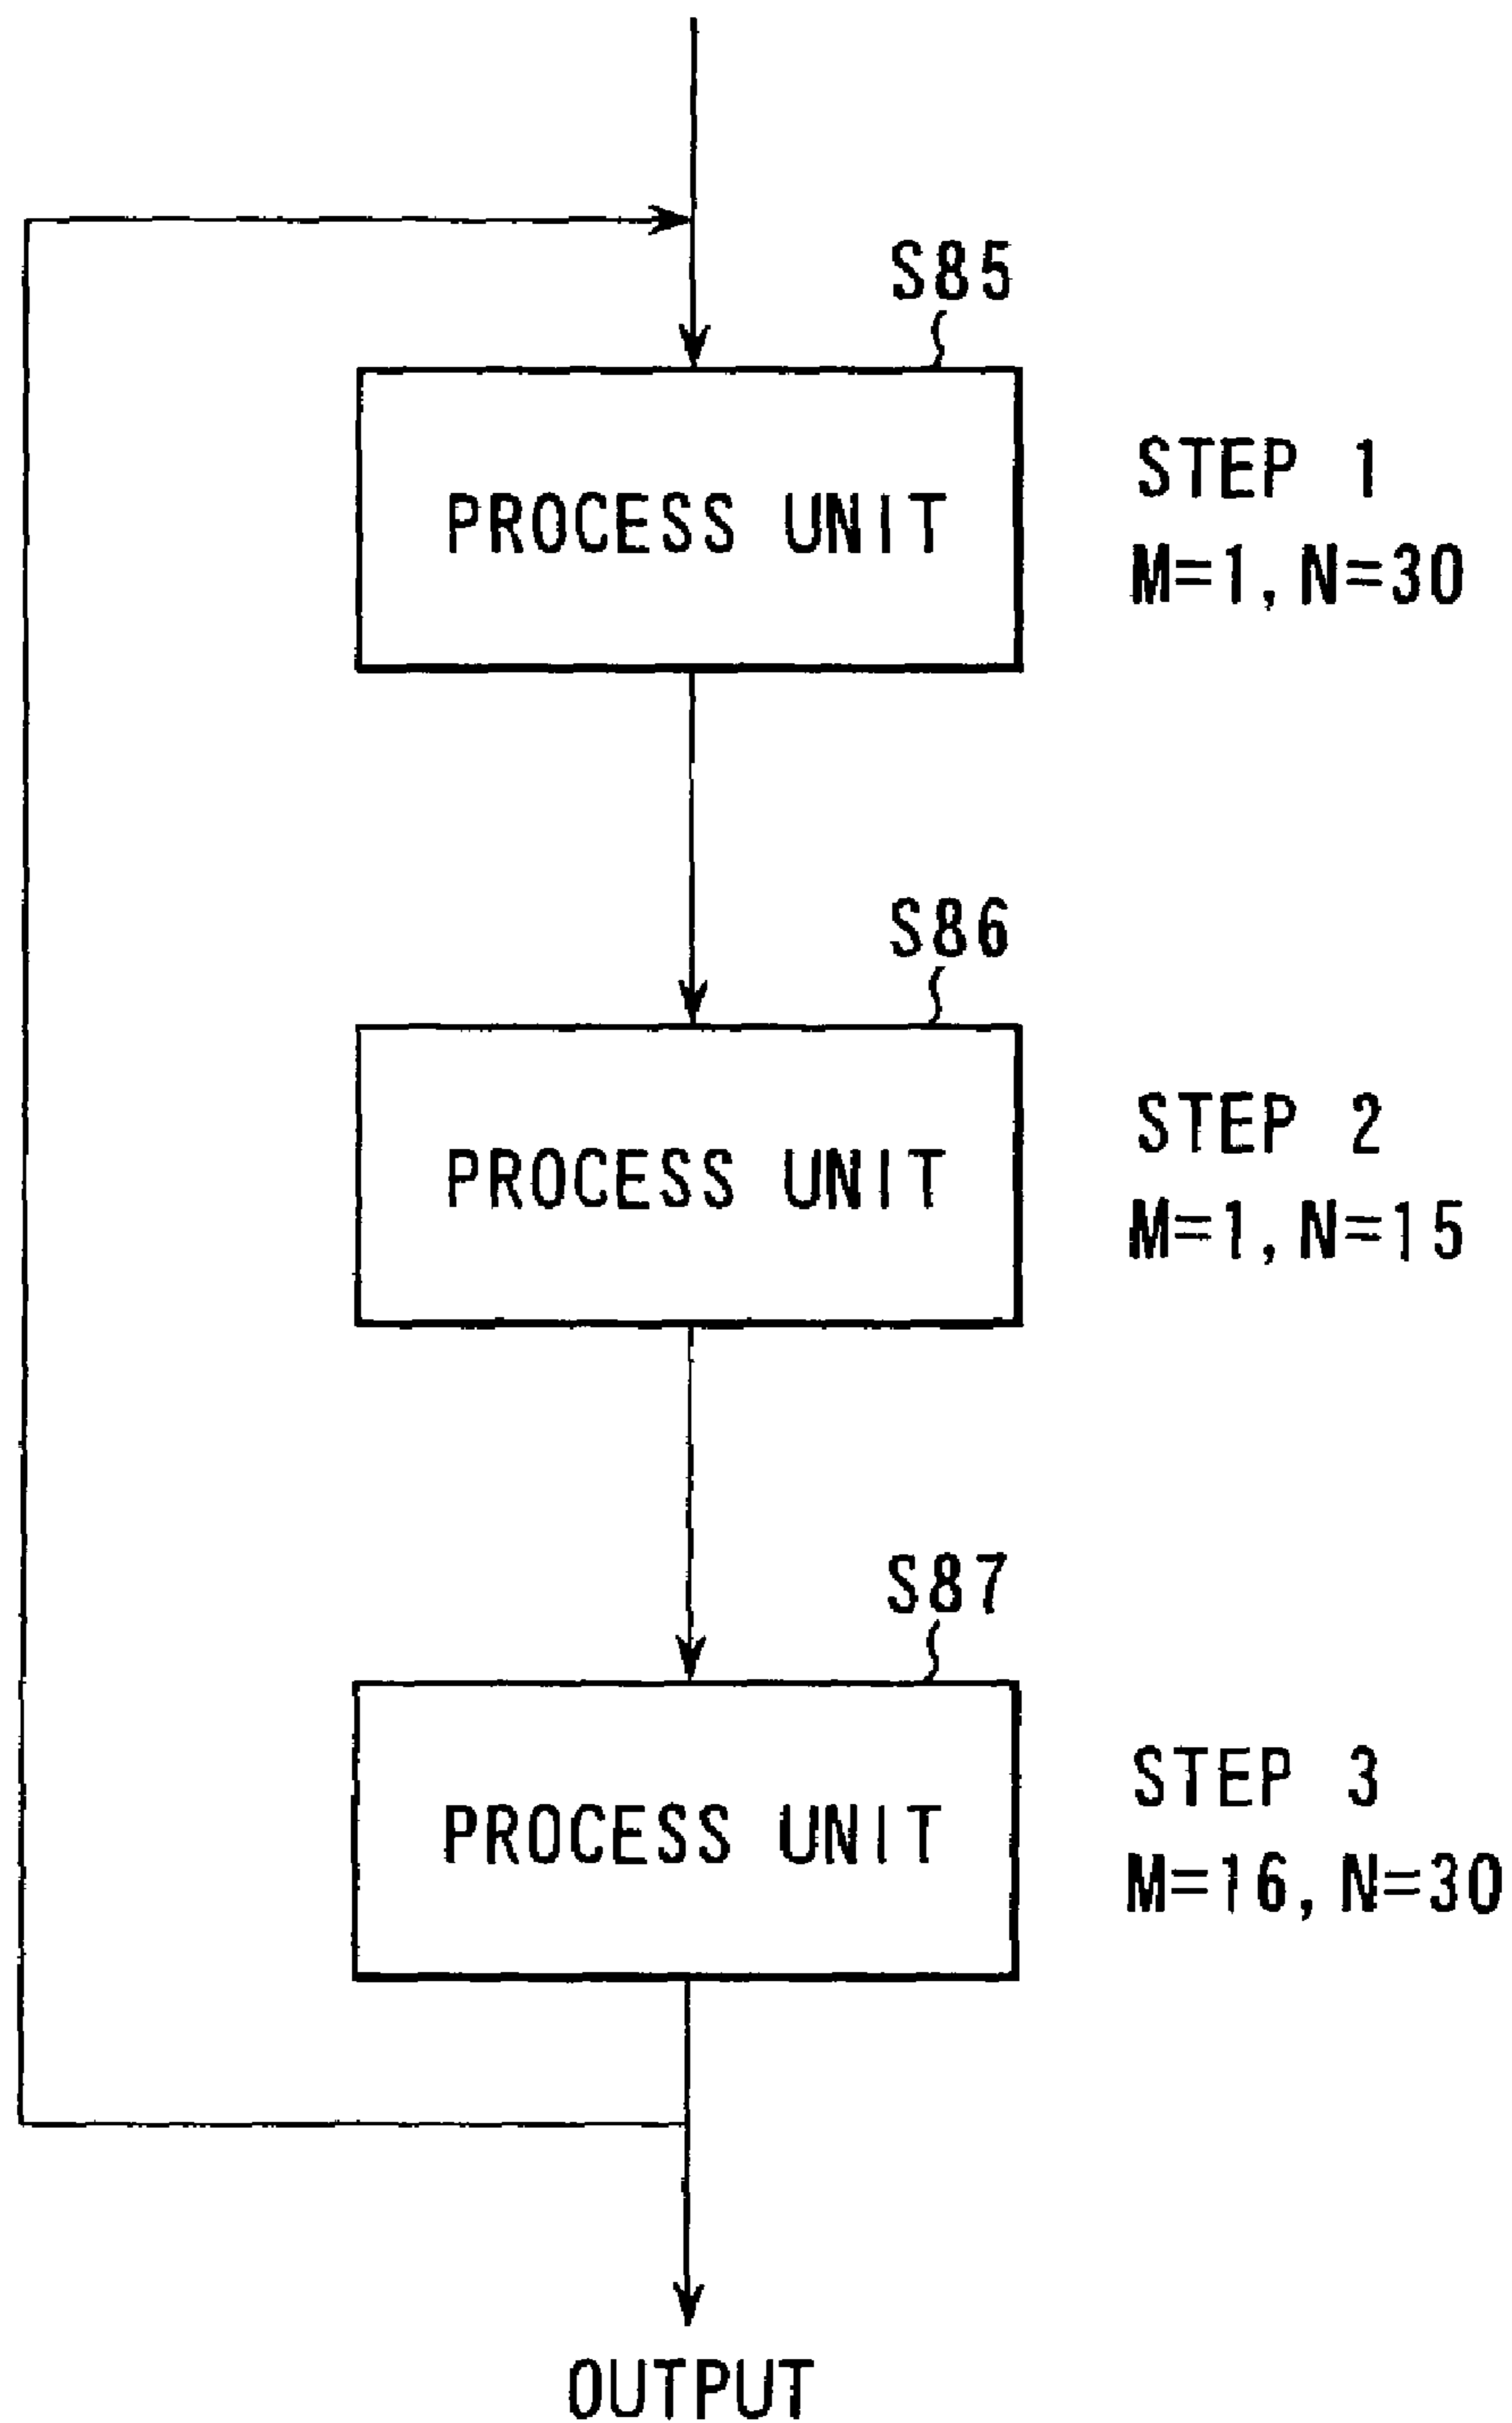 S85
PROCESS UNIT
STEP 1
M=1, N=30
S86
PROCESS UNIT
STEP 2
M=1, N=15
S87
PROCESS UNIT
STEP 3
M=16, N=30
OUTPUT